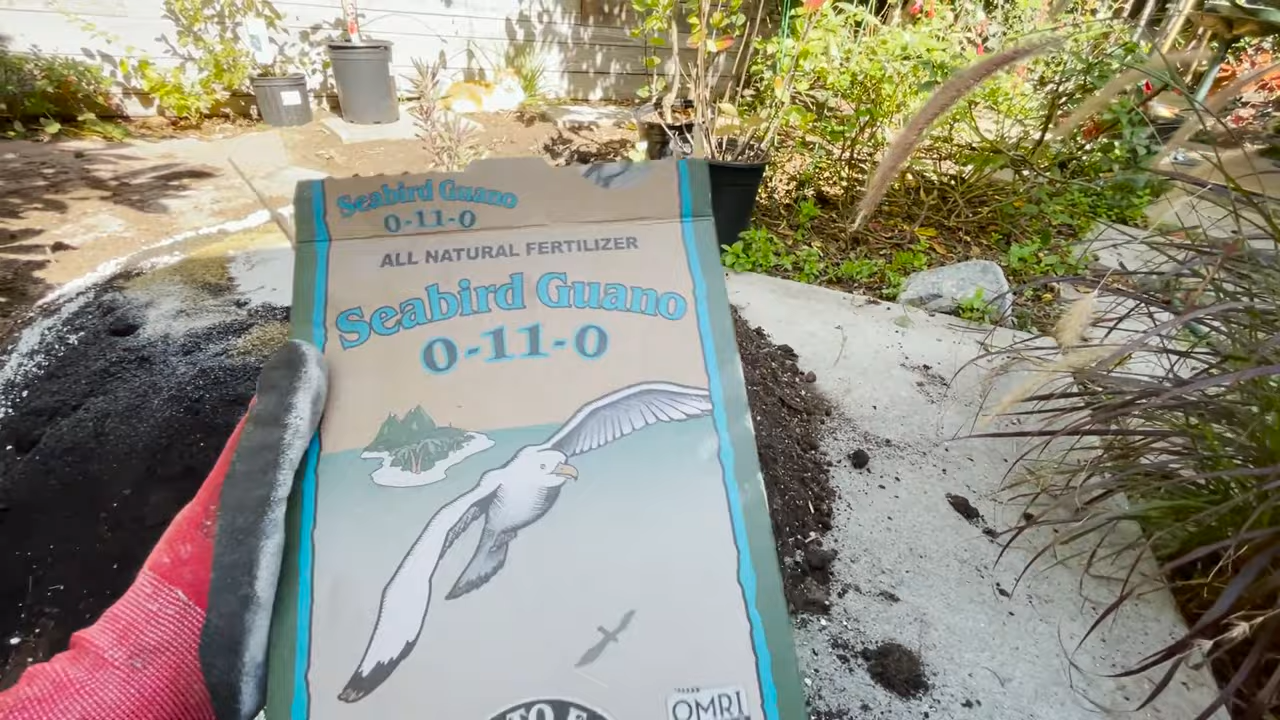 Seabird Guano
0-11-0
ALL NATURAL FERTILIZER
Seabird Guano
0-11-0
OMRI